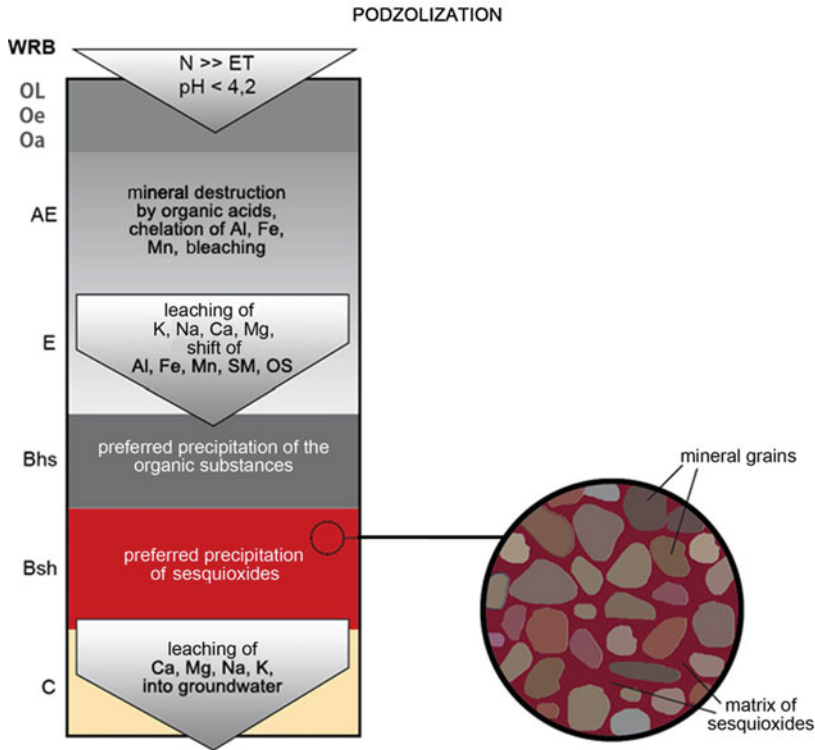 PODZOLIZATION
WRB
N >> ET
pH < 4,2
OL
Oe
Oa
AE
mineral destruction
by organic acids,
chelation of Al, Fe,
Mn, bleaching
E
leaching of
K, Na, Ca, Mg,
shift of
Al, Fe, Mn, SM, OS
Bhs
preferred precipitation of the
organic substances
mineral grains
Bsh
preferred precipitation
of sesquioxides
C
leaching of
Ca, Mg, Na, K,
into groundwater
matrix of
sesquioxides